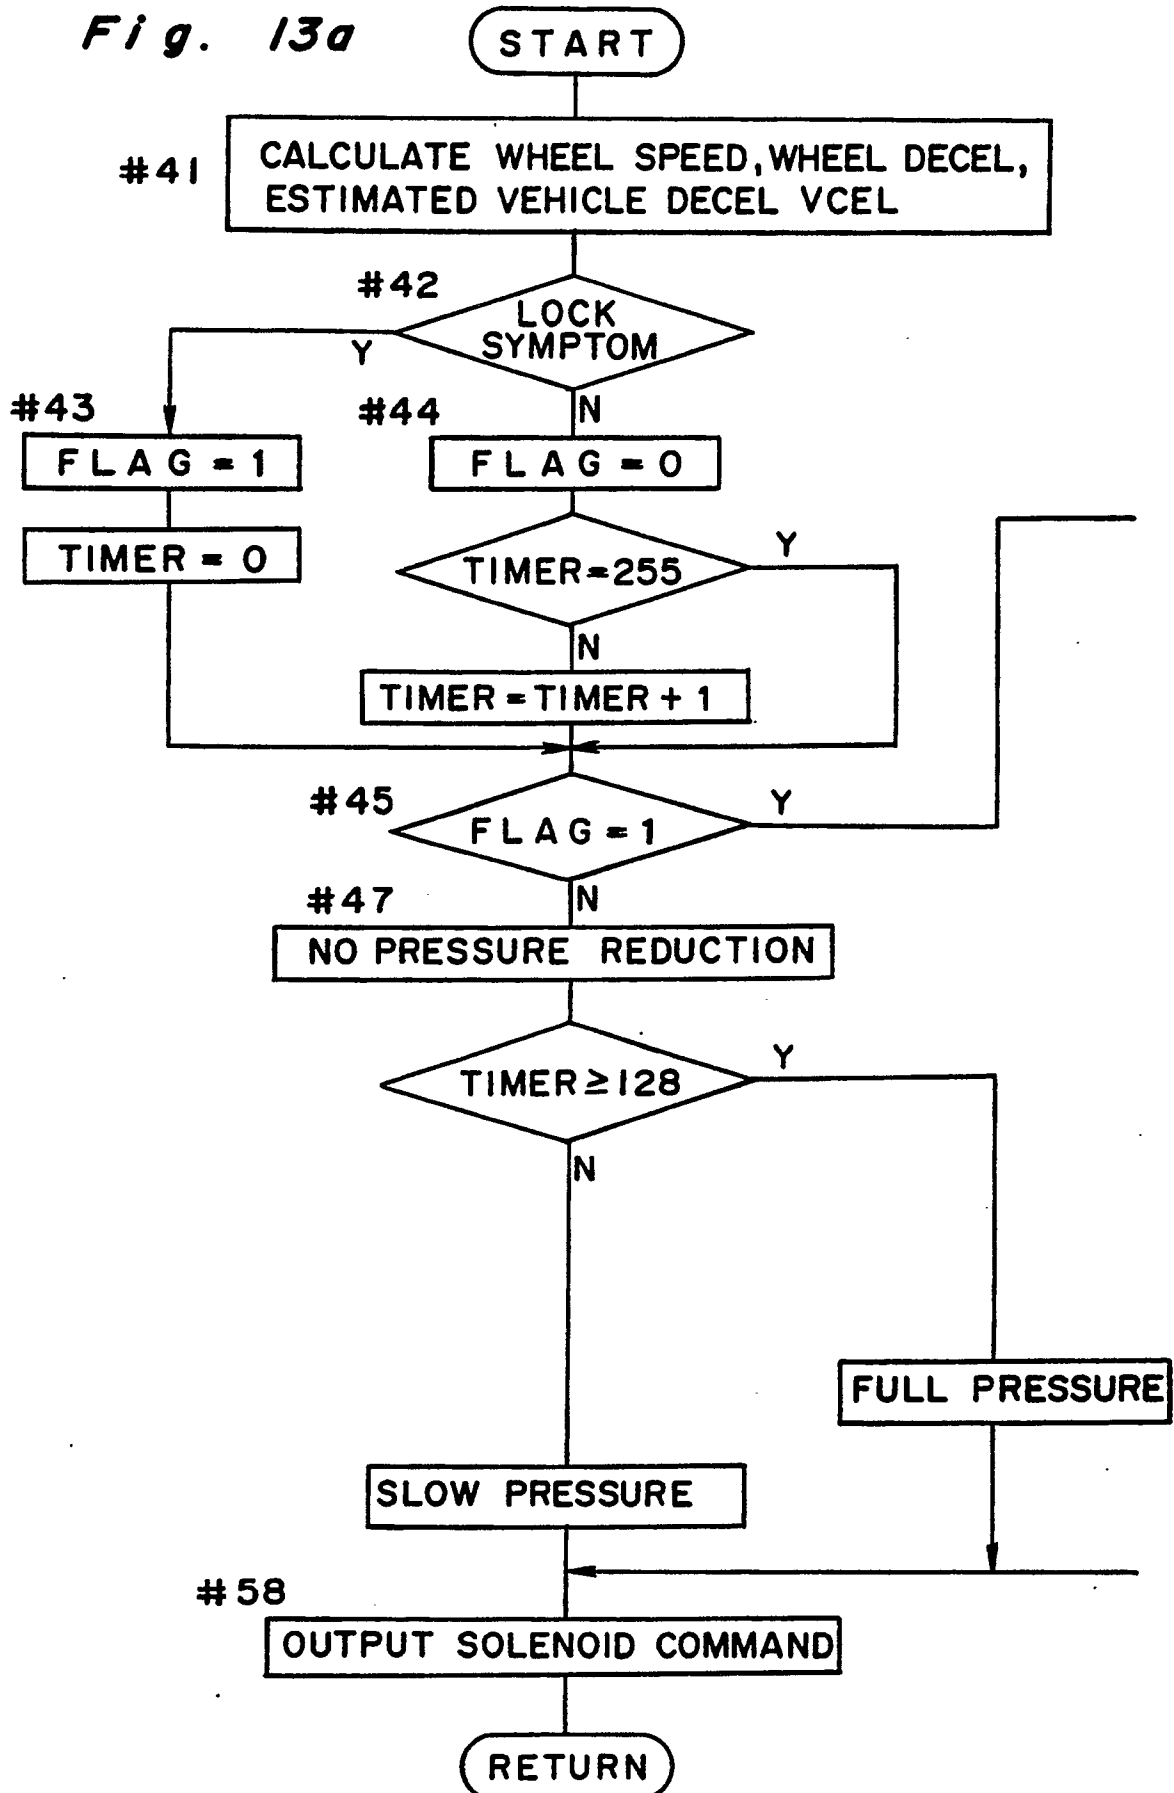 Fig. 13a
START
#41
CALCULATE WHEEL SPEED, WHEEL DECEL,
ESTIMATED VEHICLE DECEL VCEL
#42
LOCK
SYMPTOM
Y
N
#43
FLAG = 1
TIMER = 0
#44
FLAG = 0
TIMER = 255
Y
N
TIMER = TIMER + 1
#45
FLAG = 1
Y
N
#47
NO PRESSURE REDUCTION
TIMER ≥ 128
Y
N
FULL PRESSURE
SLOW PRESSURE
#58
OUTPUT SOLENOID COMMAND
RETURN